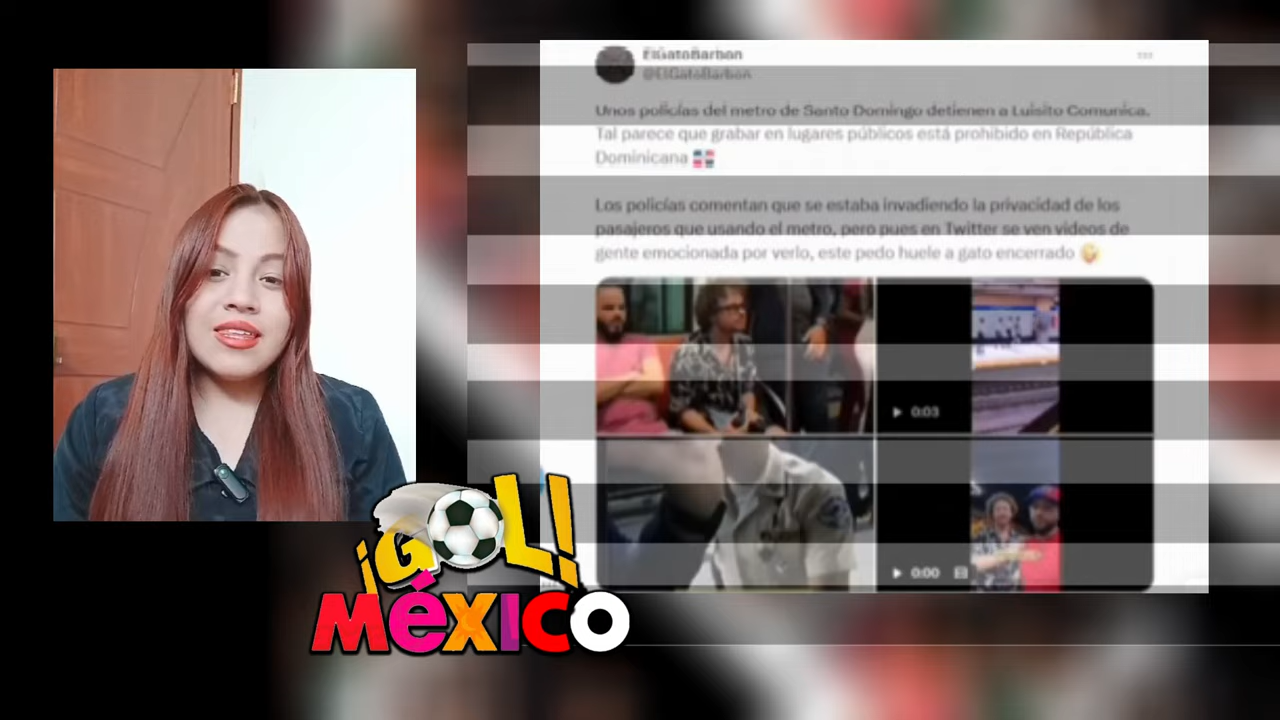 ElGatoBarbon
@ElGatoBarbon
Unos policías del metro de Santo Domingo detienen a Luisito Comunica.
Tal parece que grabar en lugares públicos está prohibido en República
Dominicana
Los policías comentan que se estaba invadiendo la privacidad de los
pasajeros que usando el metro, pero pues en Twitter se ven videos de
gente emocionada por verlo, este pedo huele a gato encerrado
0:03
0:00
¡GOL!
MéXICO